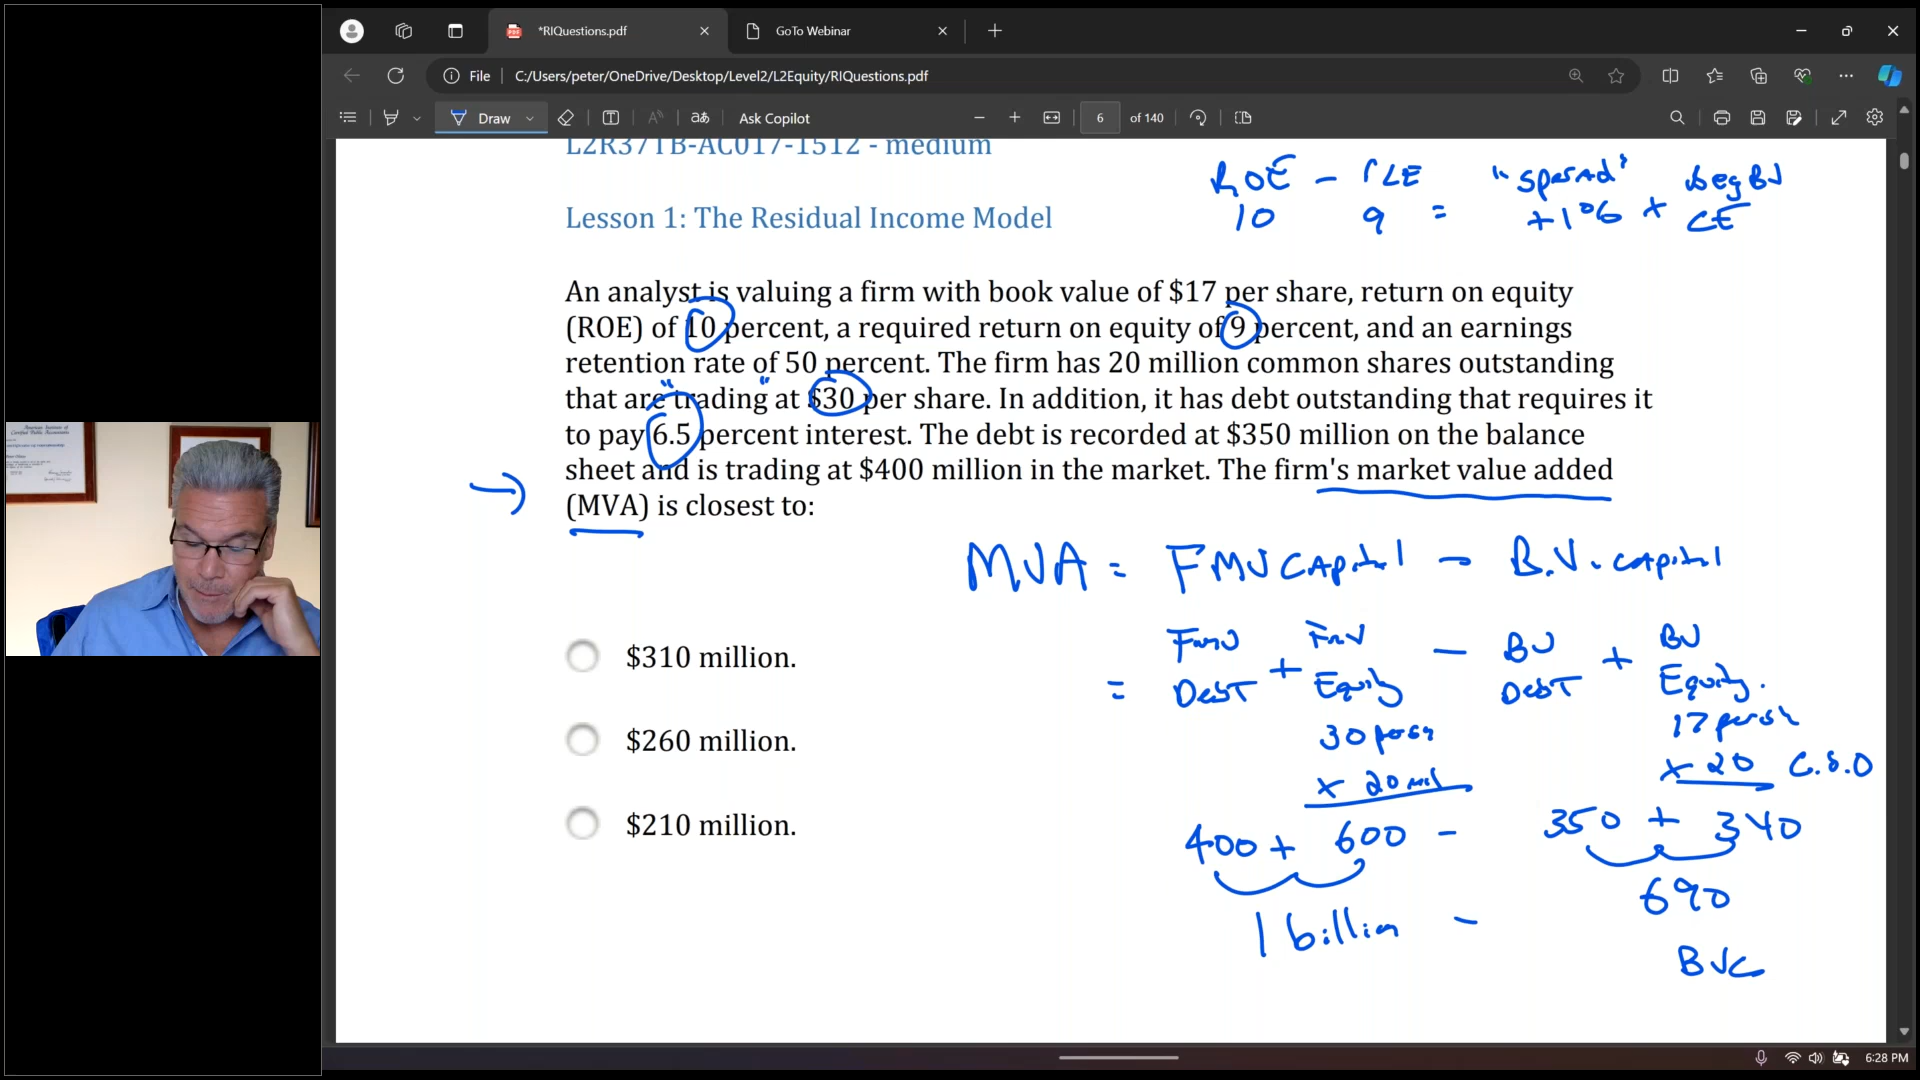 *RIQuestions.pdf
GoTo Webinar
File
C:/Users/peter/OneDrive/Desktop/Level2/L2Equity/RIQuestions.pdf
Draw
aあ
Ask Copilot
6
of 140
L2R37TB-AC017-1512 - medium
ROE - "spread" Beg BV
10 9 = +1% x CE
Lesson 1: The Residual Income Model
An analyst is valuing a firm with book value of $17 per share, return on equity
(ROE) of 10 percent, a required return on equity of 9 percent, and an earnings
retention rate of 50 percent. The firm has 20 million common shares outstanding
that are "trading" at $30 per share. In addition, it has debt outstanding that requires it
to pay 6.5 percent interest. The debt is recorded at $350 million on the balance
sheet and is trading at $400 million in the market. The firm's market value added
(MVA) is closest to:
MVA = FMV Capital - B.V. Capital
= FMV Debt + FMV Equity - BV Debt + BV Equity.
30 per sh
x 20 mil
17 per sh
x 20 C.S.O
400 + 600 - 350 + 340
690
1 billion -
BVC
$310 million.
$260 million.
$210 million.
6:28 PM